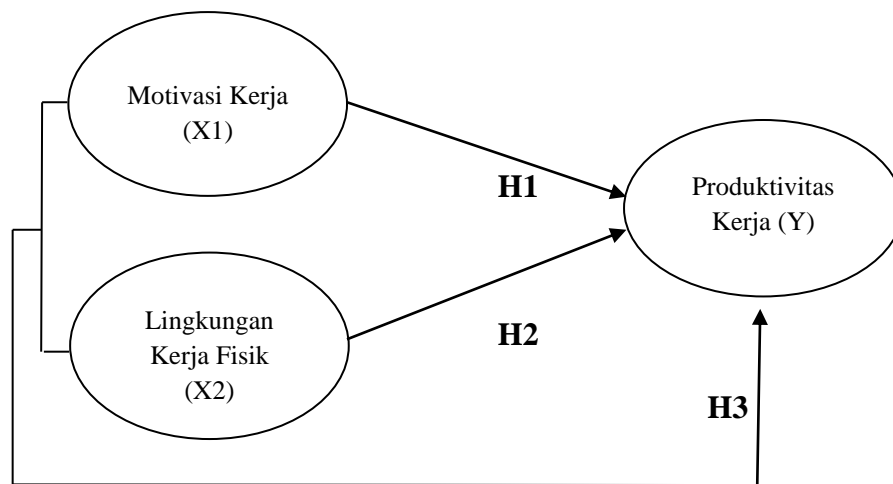 Motivasi Kerja
(X1)
H1
Produktivitas
Kerja (Y)
Lingkungan
Kerja Fisik
(X2)
H2
H3